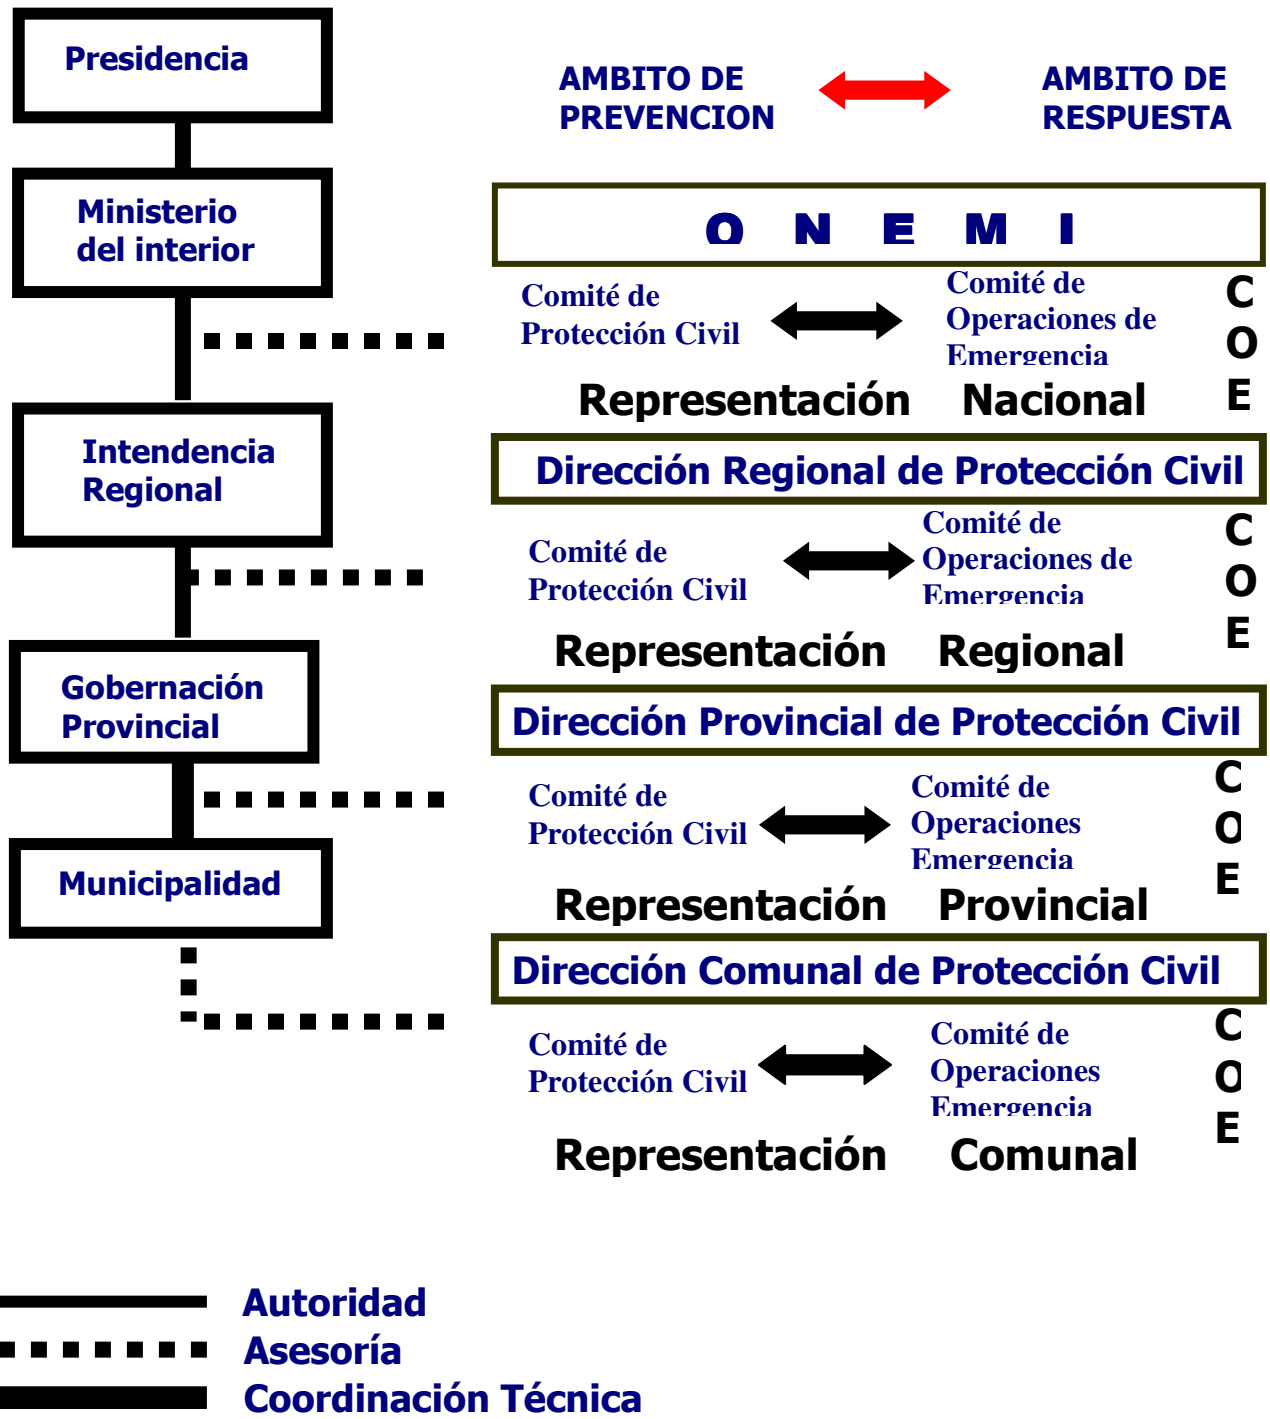 Presidencia
Ministerio
del interior
Intendencia
Regional
Gobernación
Provincial
Municipalidad
AMBITO DE
PREVENCION
AMBITO DE
RESPUESTA
O N E M I
Comité de
Protección Civil
Comité de
Operaciones de
Emergencia
C
O
E
Representación Nacional
Dirección Regional de Protección Civil
Comité de
Protección Civil
Comité de
Operaciones de
Emergencia
C
O
E
Representación Regional
Dirección Provincial de Protección Civil
Comité de
Protección Civil
Comité de
Operaciones
Emergencia
C
O
E
Representación Provincial
Dirección Comunal de Protección Civil
Comité de
Protección Civil
Comité de
Operaciones
Emergencia
C
O
E
Representación Comunal
Autoridad
Asesoría
Coordinación Técnica